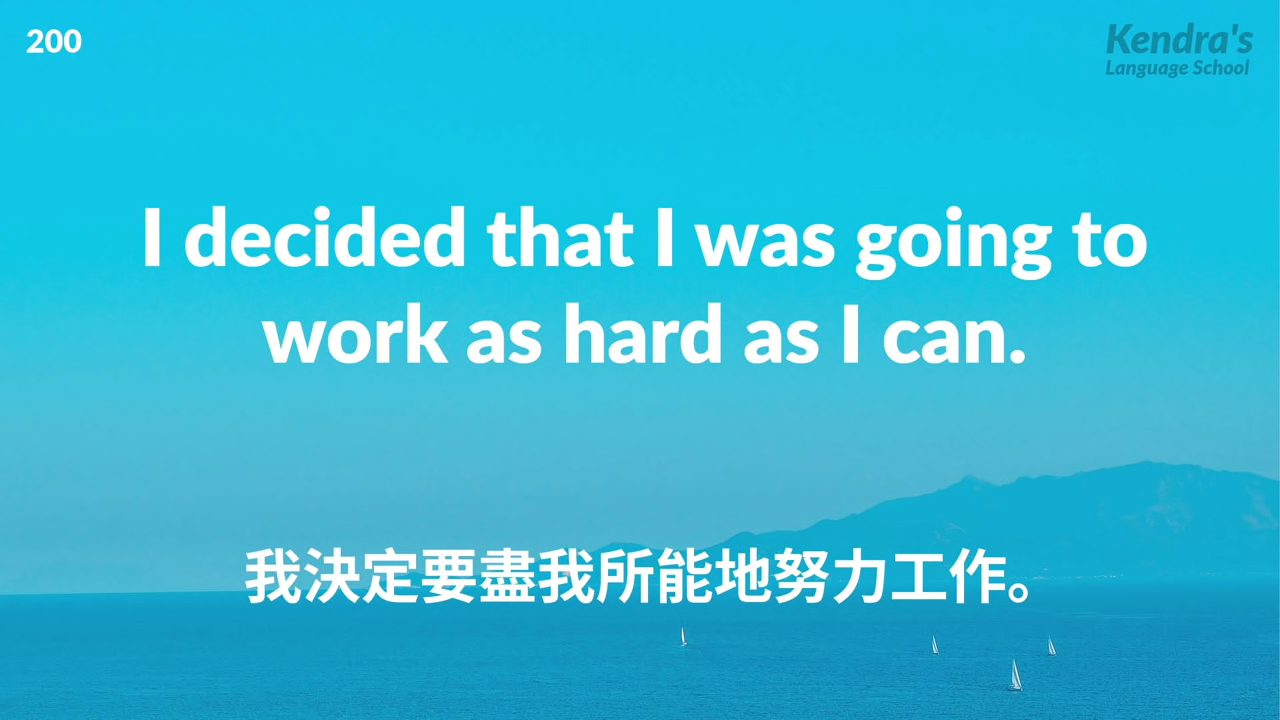 200
Kendra's
Language School
I decided that I was going to
work as hard as I can.
我決定要盡我所能地努力工作。